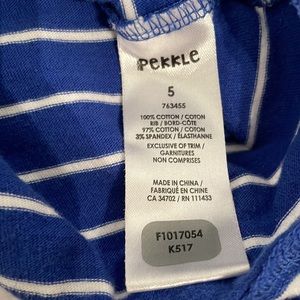 PEKKLE
5
763455
100% COTTON / COTON
RIB / BORD-CÔTE
97% COTTON / COTON
3% SPANDEX / ÉLASTHANNE
EXCLUSIVE OF TRIM /
GARNITURES
NON COMPRISES
MADE IN CHINA /
FABRIQUÉ EN CHINE
CA 34702 / RN 111433
F1017054
K517